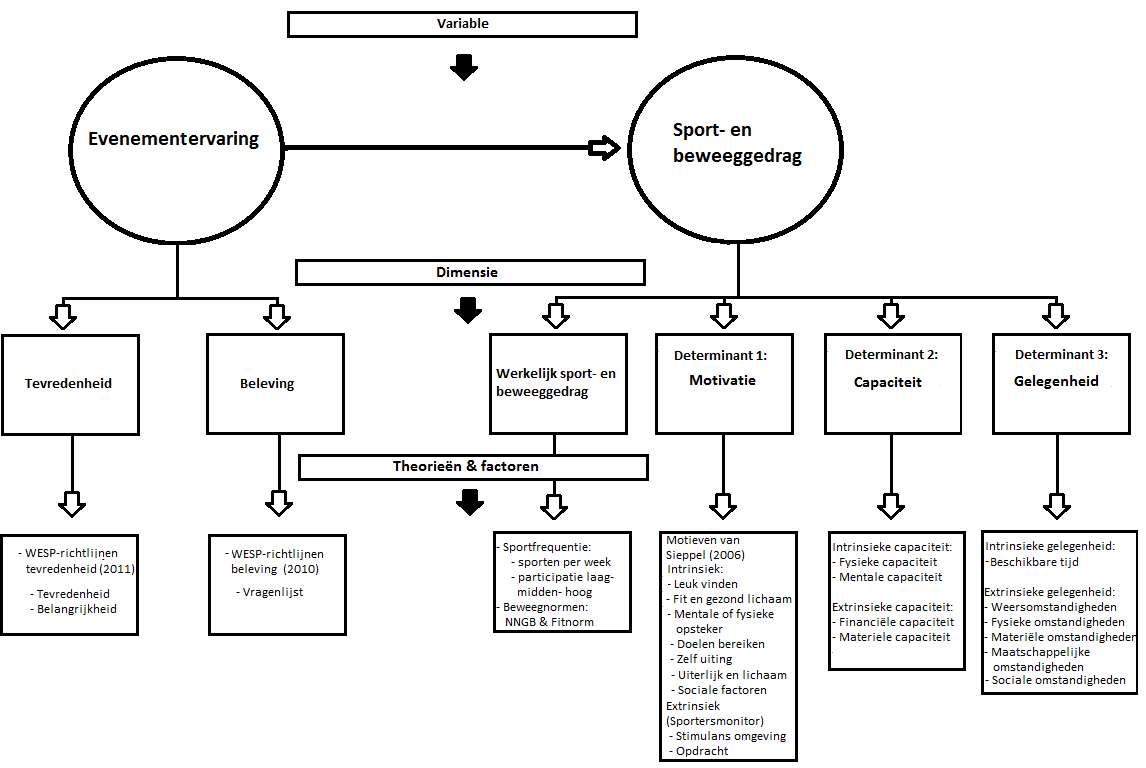 Variable
Evenementervaring
Sport- en
beweeggedrag
Dimensie
Tevredenheid
Beleving
Werkelijk sport- en
beweeggedrag
Determinant 1:
Motivatie
Determinant 2:
Capaciteit
Determinant 3:
Gelegenheid
Theorieën & factoren
- WESP-richtlijnen
tevredenheid (2011)
- Tevredenheid
- Belangrijkheid
- WESP-richtlijnen
beleving (2010)
- Vragenlijst
- Sportfrequentie:
- sporten per week
- participatie laag-
midden- hoog
- Beweegnormen:
NNGB & Fitnorm
Motieven van
Sieppel (2006)
Intrinsiek:
- Leuk vinden
- Fit en gezond lichaam
- Mentale of fysieke
opsteker
- Doelen bereiken
- Zelf uiting
- Uiterlijk en lichaam
- Sociale factoren
Extrinsiek
(Sportersmonitor)
- Stimulans omgeving
- Opdracht
Intrinsieke capaciteit:
- Fysieke capaciteit
- Mentale capaciteit
Extrinsieke capaciteit:
- Financiële capaciteit
- Materiele capaciteit
Intrinsieke gelegenheid:
-Beschikbare tijd
Extrinsieke gelegenheid:
- Weersomstandigheden
- Fysieke omstandigheden
- Materiële omstandigheden
- Maatschappelijke
omstandigheden
- Sociale omstandigheden